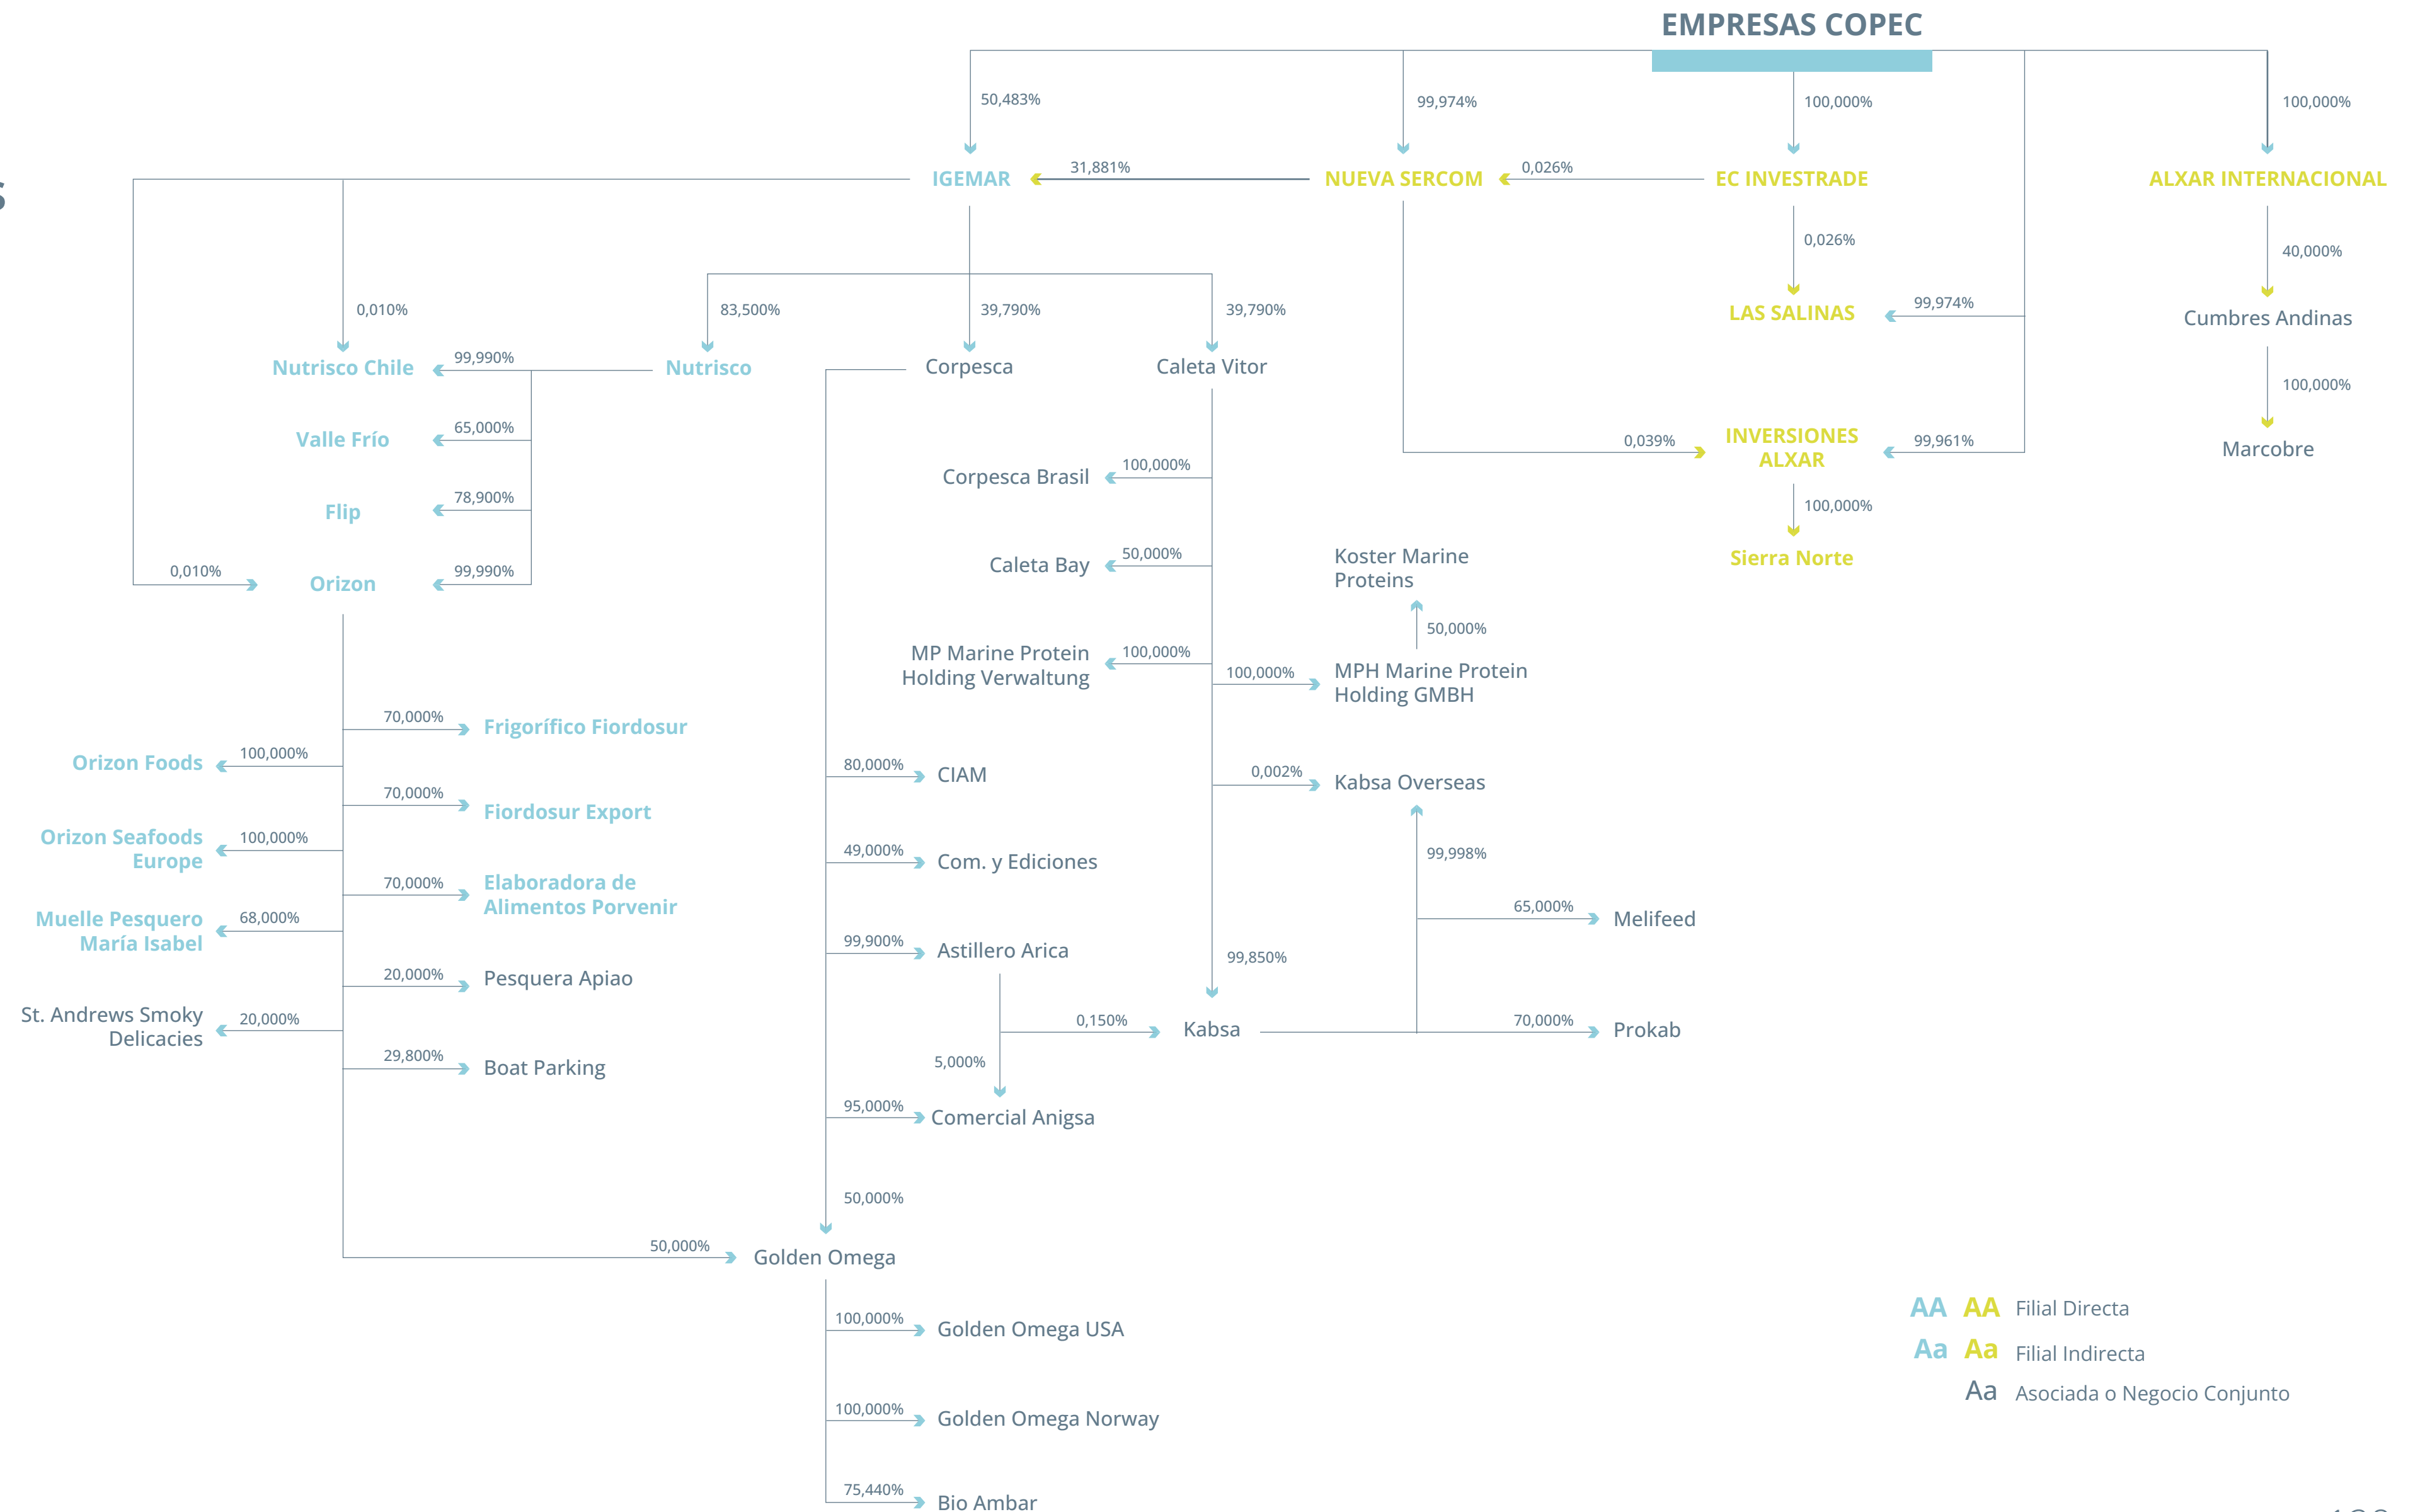 EMPRESAS COPEC
50,483%
99,974%
100,000%
100,000%
S
IGEMAR
31,881%
NUEVA SERCOM
0,026%
EC INVESTRADE
ALXAR INTERNACIONAL
0,026%
40,000%
0,010%
83,500%
39,790%
39,790%
LAS SALINAS
99,974%
Cumbres Andinas
Nutrisco Chile
99,990%
Nutrisco
Corpesca
Caleta Vitor
100,000%
Valle Frío
65,000%
0,039%
INVERSIONES
ALXAR
99,961%
Marcobre
Corpesca Brasil
100,000%
Flip
78,900%
100,000%
Caleta Bay
50,000%
Koster Marine
Proteins
Sierra Norte
0,010%
Orizon
99,990%
50,000%
MP Marine Protein
Holding Verwaltung
100,000%
100,000%
MPH Marine Protein
Holding GMBH
70,000%
Frigorífico Fiordosur
Orizon Foods
100,000%
80,000%
CIAM
0,002%
Kabsa Overseas
70,000%
Fiordosur Export
Orizon Seafoods
Europe
100,000%
49,000%
Com. y Ediciones
99,998%
70,000%
Elaboradora de
Alimentos Porvenir
Muelle Pesquero
María Isabel
68,000%
65,000%
Melifeed
99,900%
Astillero Arica
99,850%
20,000%
Pesquera Apiao
St. Andrews Smoky
Delicacies
20,000%
0,150%
Kabsa
70,000%
Prokab
29,800%
Boat Parking
5,000%
95,000%
Comercial Anigsa
50,000%
50,000%
Golden Omega
100,000%
Golden Omega USA
100,000%
Golden Omega Norway
75,440%
Bio Ambar
AA AA Filial Directa
Aa Aa Filial Indirecta
Aa Asociada o Negocio Conjunto